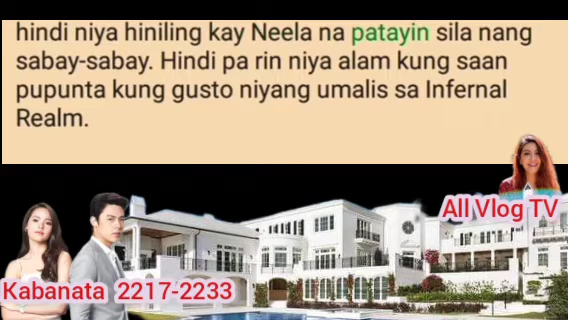 hindi niya hiniling kay Neela na patayin sila nang
sabay-sabay. Hindi pa rin niya alam kung saan
pupunta kung gusto niyang umalis sa Infernal
Realm.
All Vlog TV
Kabanata 2217-2233